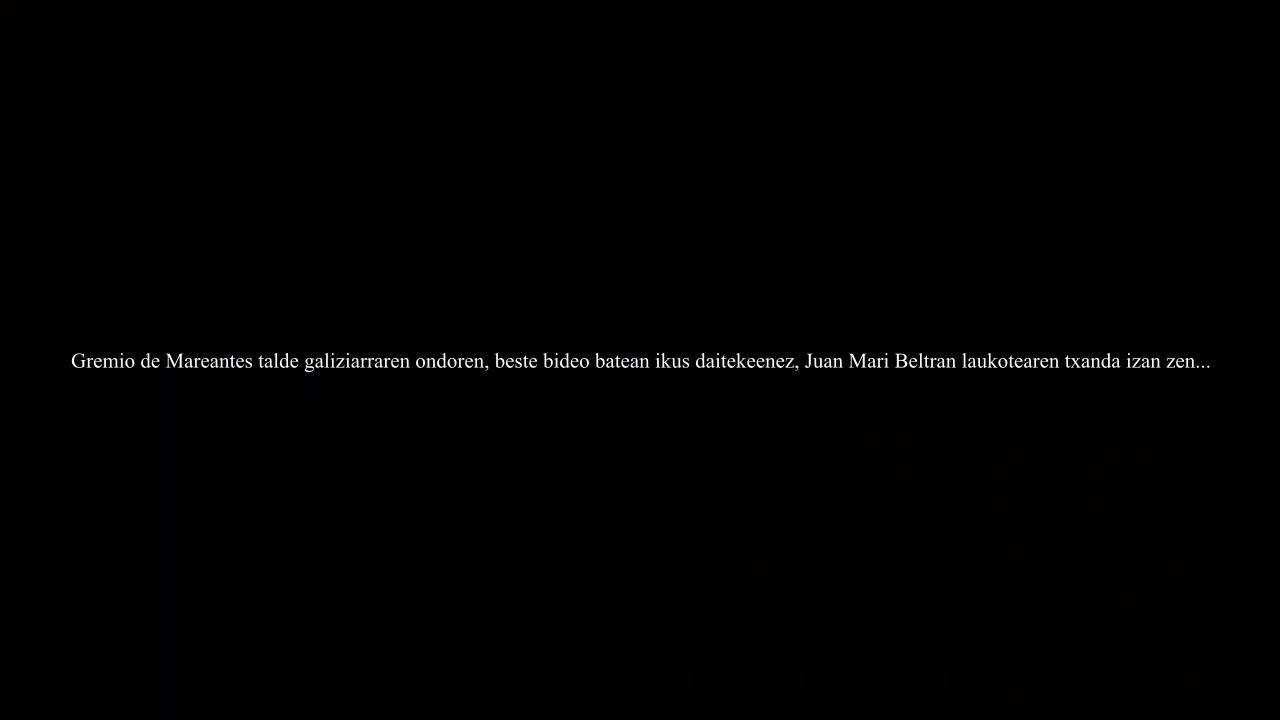 Gremio de Mareantes talde galiziarraren ondoren, beste bideo batean ikus daitekeenez, Juan Mari Beltran laukotearen txanda izan zen...